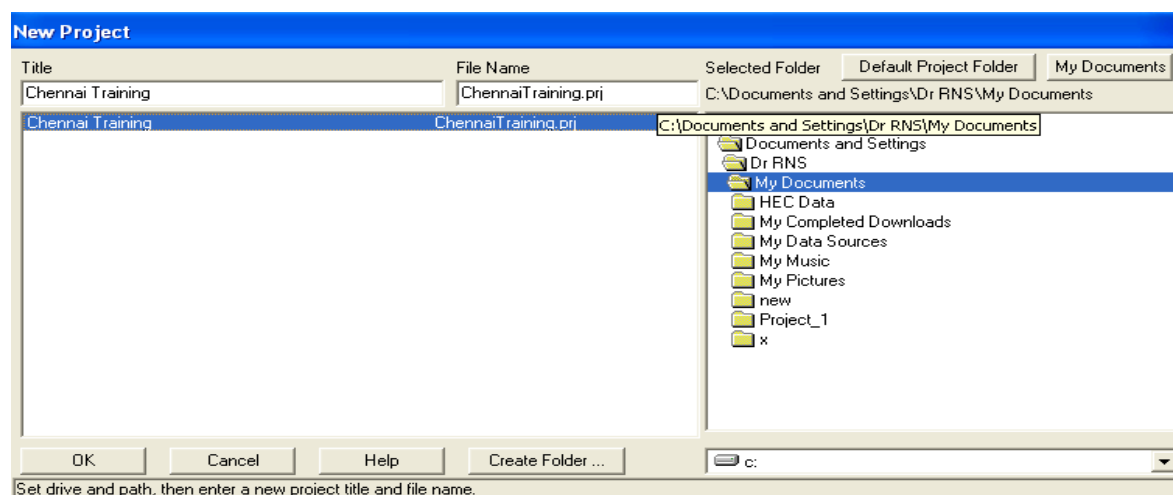 New Project
Title
File Name
Selected Folder
Default Project Folder
My Documents
Chennai Training
ChennaiTraining.prj
C:\Documents and Settings\Dr RNS\My Documents
Chennai Training
ChennaiTraining.prj
C:\Documents and Settings\Dr RNS\My Documents
Documents and Settings
Dr RNS
My Documents
HEC Data
My Completed Downloads
My Data Sources
My Music
My Pictures
new
Project_1
x
OK
Cancel
Help
Create Folder ...
c:
Set drive and path, then enter a new project title and file name.